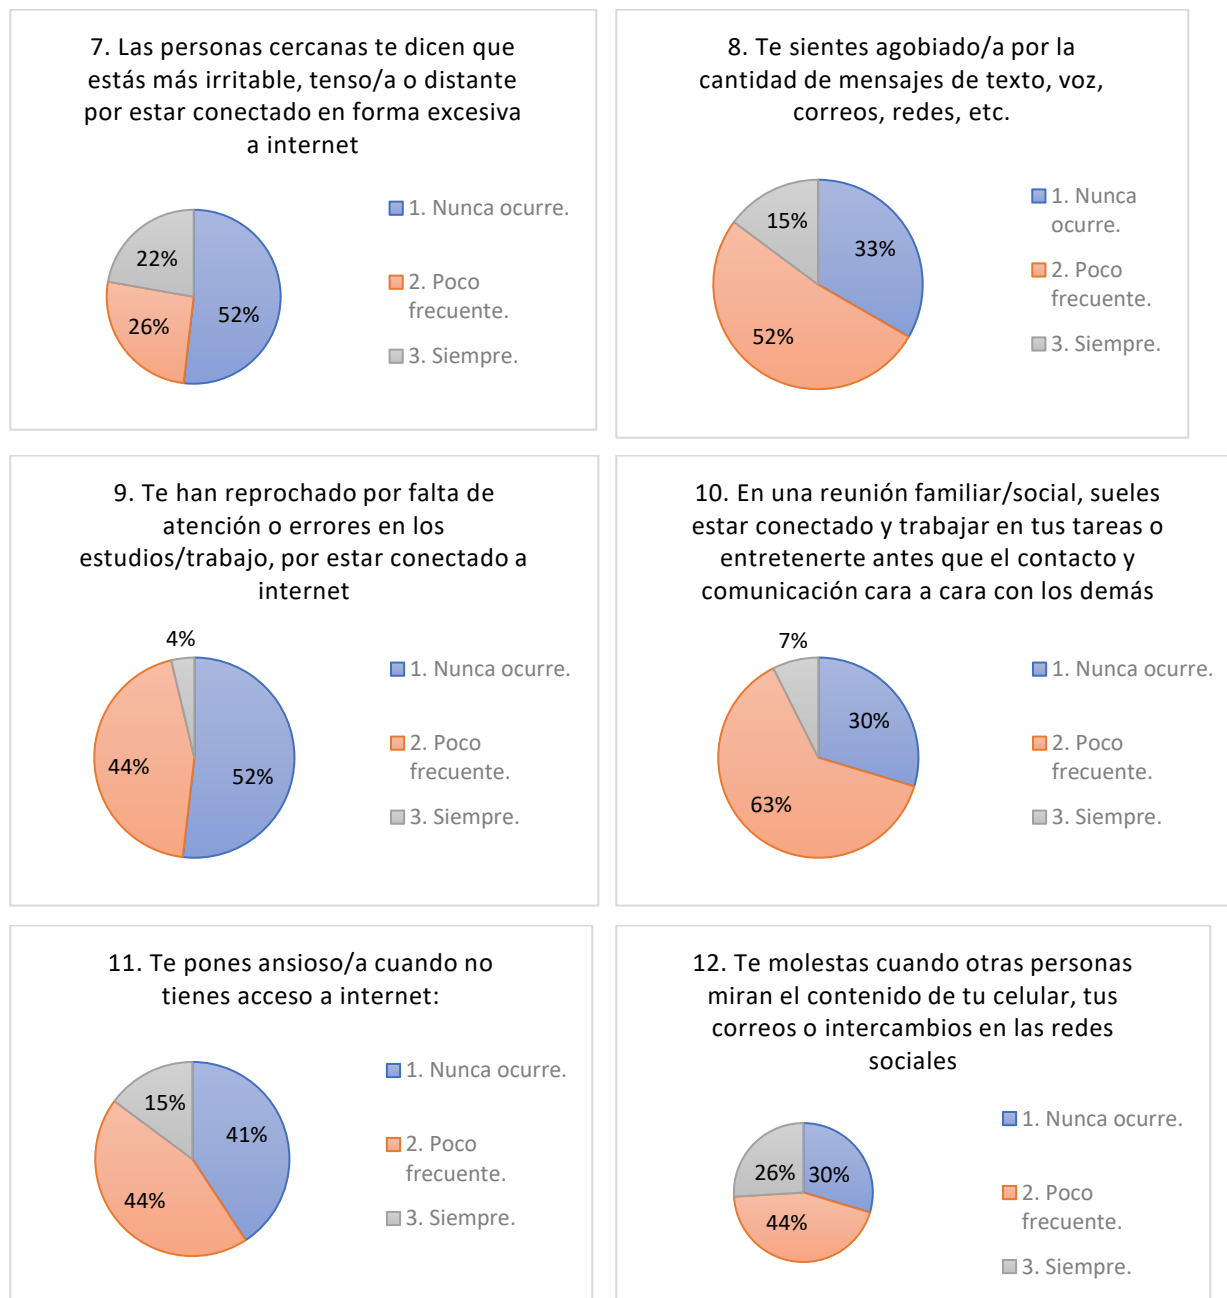 7. Las personas cercanas te dicen que
estás más irritable, tenso/a o distante
por estar conectado en forma excesiva
a internet
22%
26%
52%
1. Nunca ocurre.
2. Poco
frecuente.
3. Siempre.
8. Te sientes agobiado/a por la
cantidad de mensajes de texto, voz,
correos, redes, etc.
15%
33%
52%
1. Nunca
ocurre.
2. Poco
frecuente.
3. Siempre.
9. Te han reprochado por falta de
atención o errores en los
estudios/trabajo, por estar conectado a
internet
4%
44%
52%
1. Nunca ocurre.
2. Poco
frecuente.
3. Siempre.
10. En una reunión familiar/social, sueles
estar conectado y trabajar en tus tareas o
entretenerte antes que el contacto y
comunicación cara a cara con los demás
7%
30%
63%
1. Nunca ocurre.
2. Poco
frecuente.
3. Siempre.
11. Te pones ansioso/a cuando no
tienes acceso a internet:
15%
41%
44%
1. Nunca ocurre.
2. Poco
frecuente.
3. Siempre.
12. Te molestas cuando otras personas
miran el contenido de tu celular, tus
correos o intercambios en las redes
sociales
26%
30%
44%
1. Nunca ocurre.
2. Poco
frecuente.
3. Siempre.